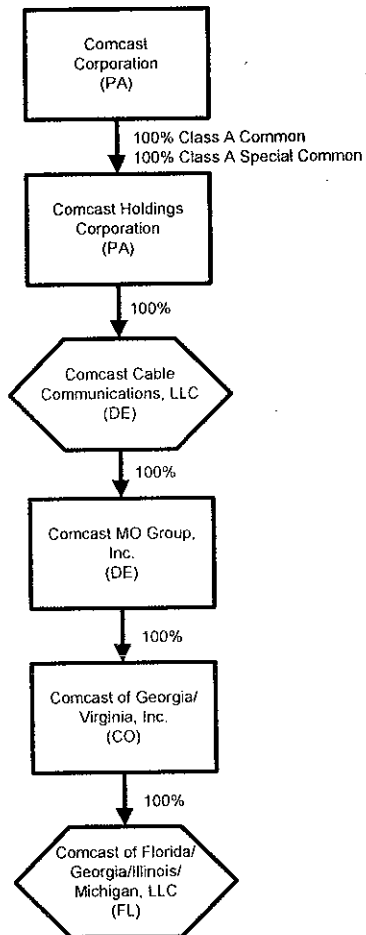 Comcast
Corporation
(PA)
100% Class A Common
100% Class A Special Common
Comcast Holdings
Corporation
(PA)
100%
Comcast Cable
Communications, LLC
(DE)
100%
Comcast MO Group,
Inc.
(DE)
100%
Comcast of Georgia/
Virginia, Inc.
(CO)
100%
Comcast of Florida/
Georgia/Illinois/
Michigan, LLC
(FL)